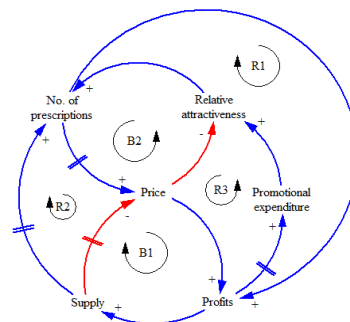 R1
+
No. of
prescriptions
+
Relative
attractiveness
-
+
B2
+
R3
Price
-
Promotional
expenditure
+
R2
B1
+
+
Supply
+
Profits